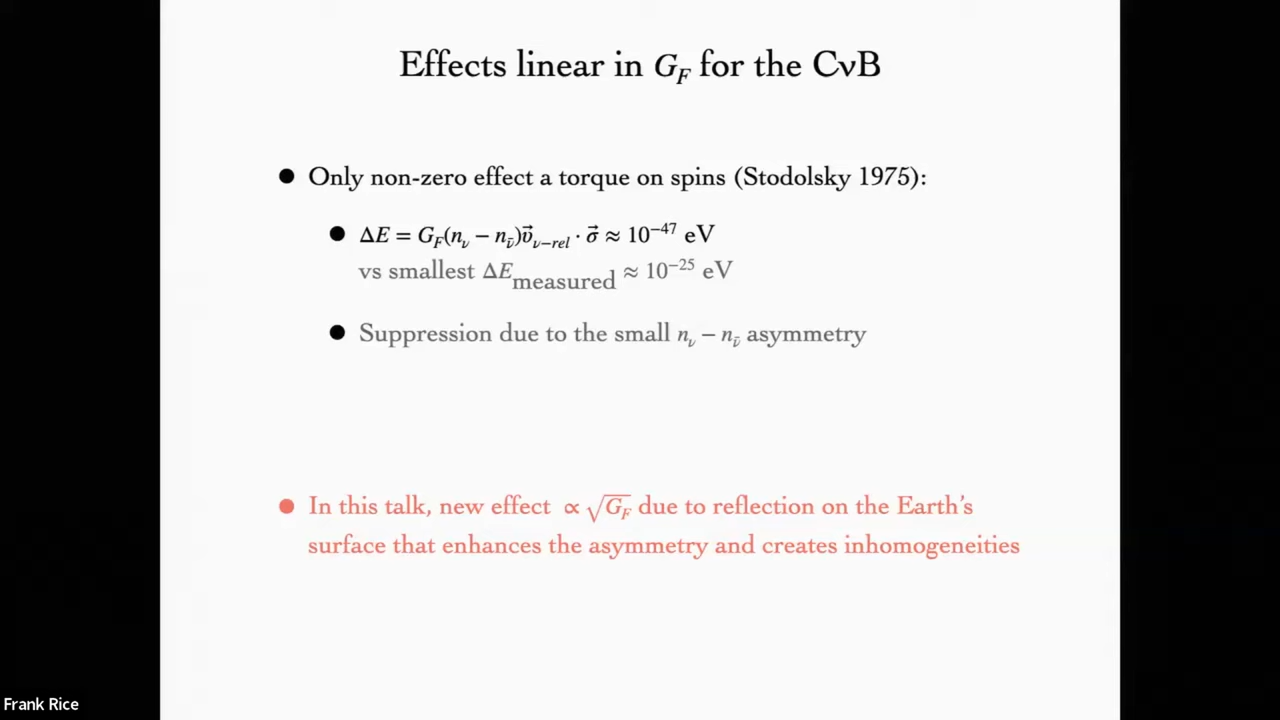 Effects linear in G_F for the CνB
● Only non-zero effect a torque on spins (Stodolsky 1975):
● ΔE = G_F(n_ν − n_ν̄)υ⃗_ν−rel · σ⃗ ≈ 10⁻⁴⁷ eV
vs smallest ΔE_measured ≈ 10⁻²⁵ eV
● Suppression due to the small n_ν − n_ν̄ asymmetry
● In this talk, new effect ∝ √G_F due to reflection on the Earth's
surface that enhances the asymmetry and creates inhomogeneities
Frank Rice